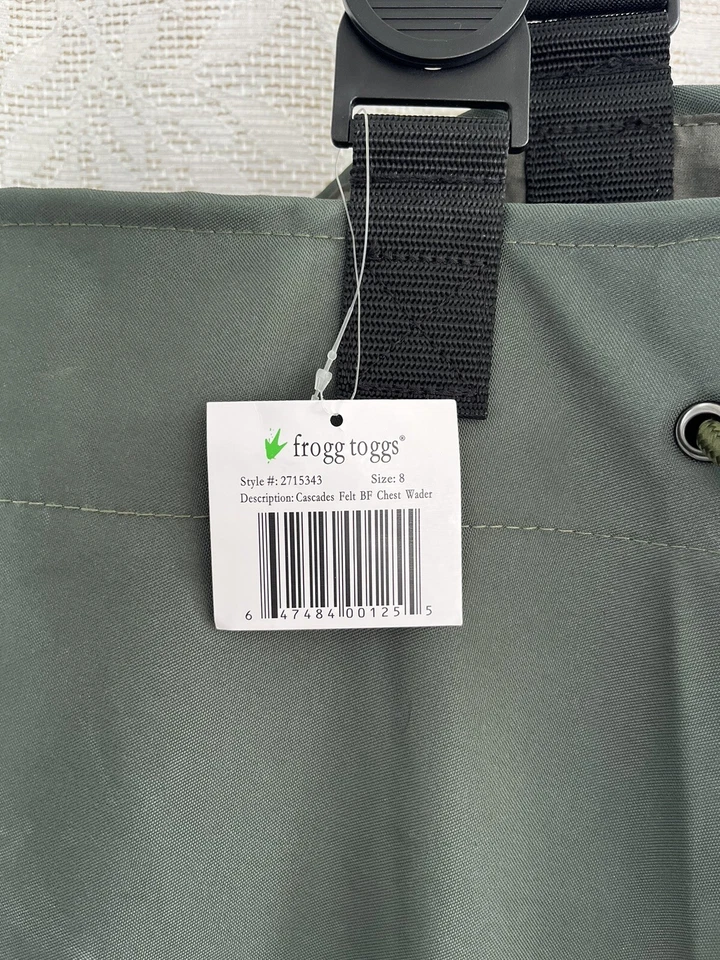 frogg toggs®
Style #: 2715343 Size: 8
Description: Cascades Felt BF Chest Wader
6 47484 00125 5